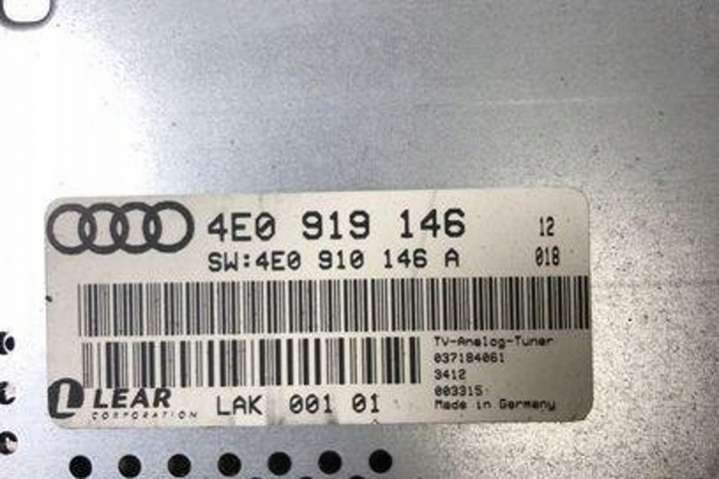 4E0 919 146 12
SW:4E0 910 146 A 018
TV-Analog-Tuner
037184061
3412
003315
Made in Germany
LEAR
CORPORATION
LAK 001 01